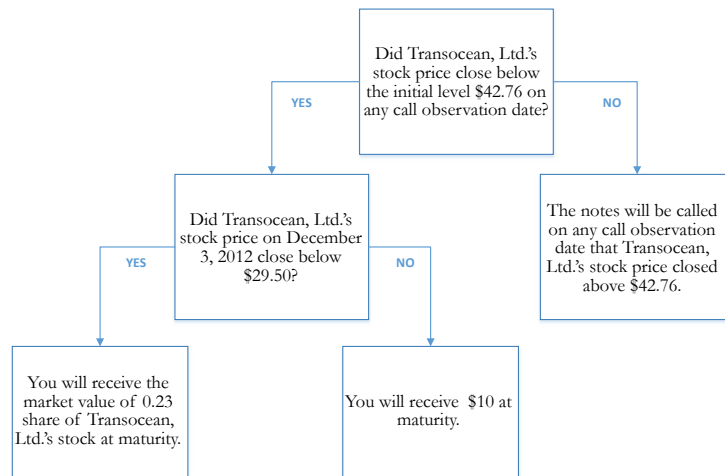 Did Transocean, Ltd.'s
stock price close below
the initial level $42.76 on
any call observation date?
YES
NO
Did Transocean, Ltd.'s
stock price on December
3, 2012 close below
$29.50?
The notes will be called
on any call observation
date that Transocean,
Ltd.'s stock price closed
above $42.76.
YES
NO
You will receive the
market value of 0.23
share of Transocean,
Ltd.'s stock at maturity.
You will receive $10 at
maturity.